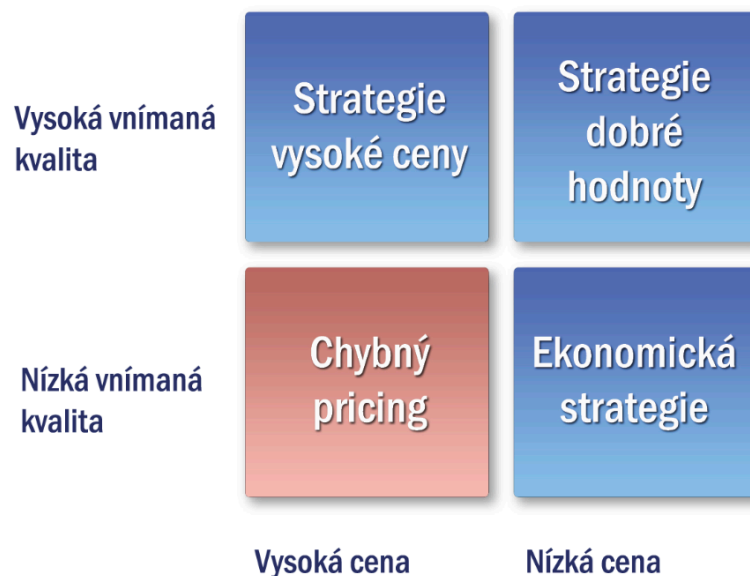 Vysoká vnímaná
kvalita
Strategie
vysoké ceny
Strategie
dobré
hodnoty
Nízká vnímaná
kvalita
Chybný
pricing
Ekonomická
strategie
Vysoká cena
Nízká cena